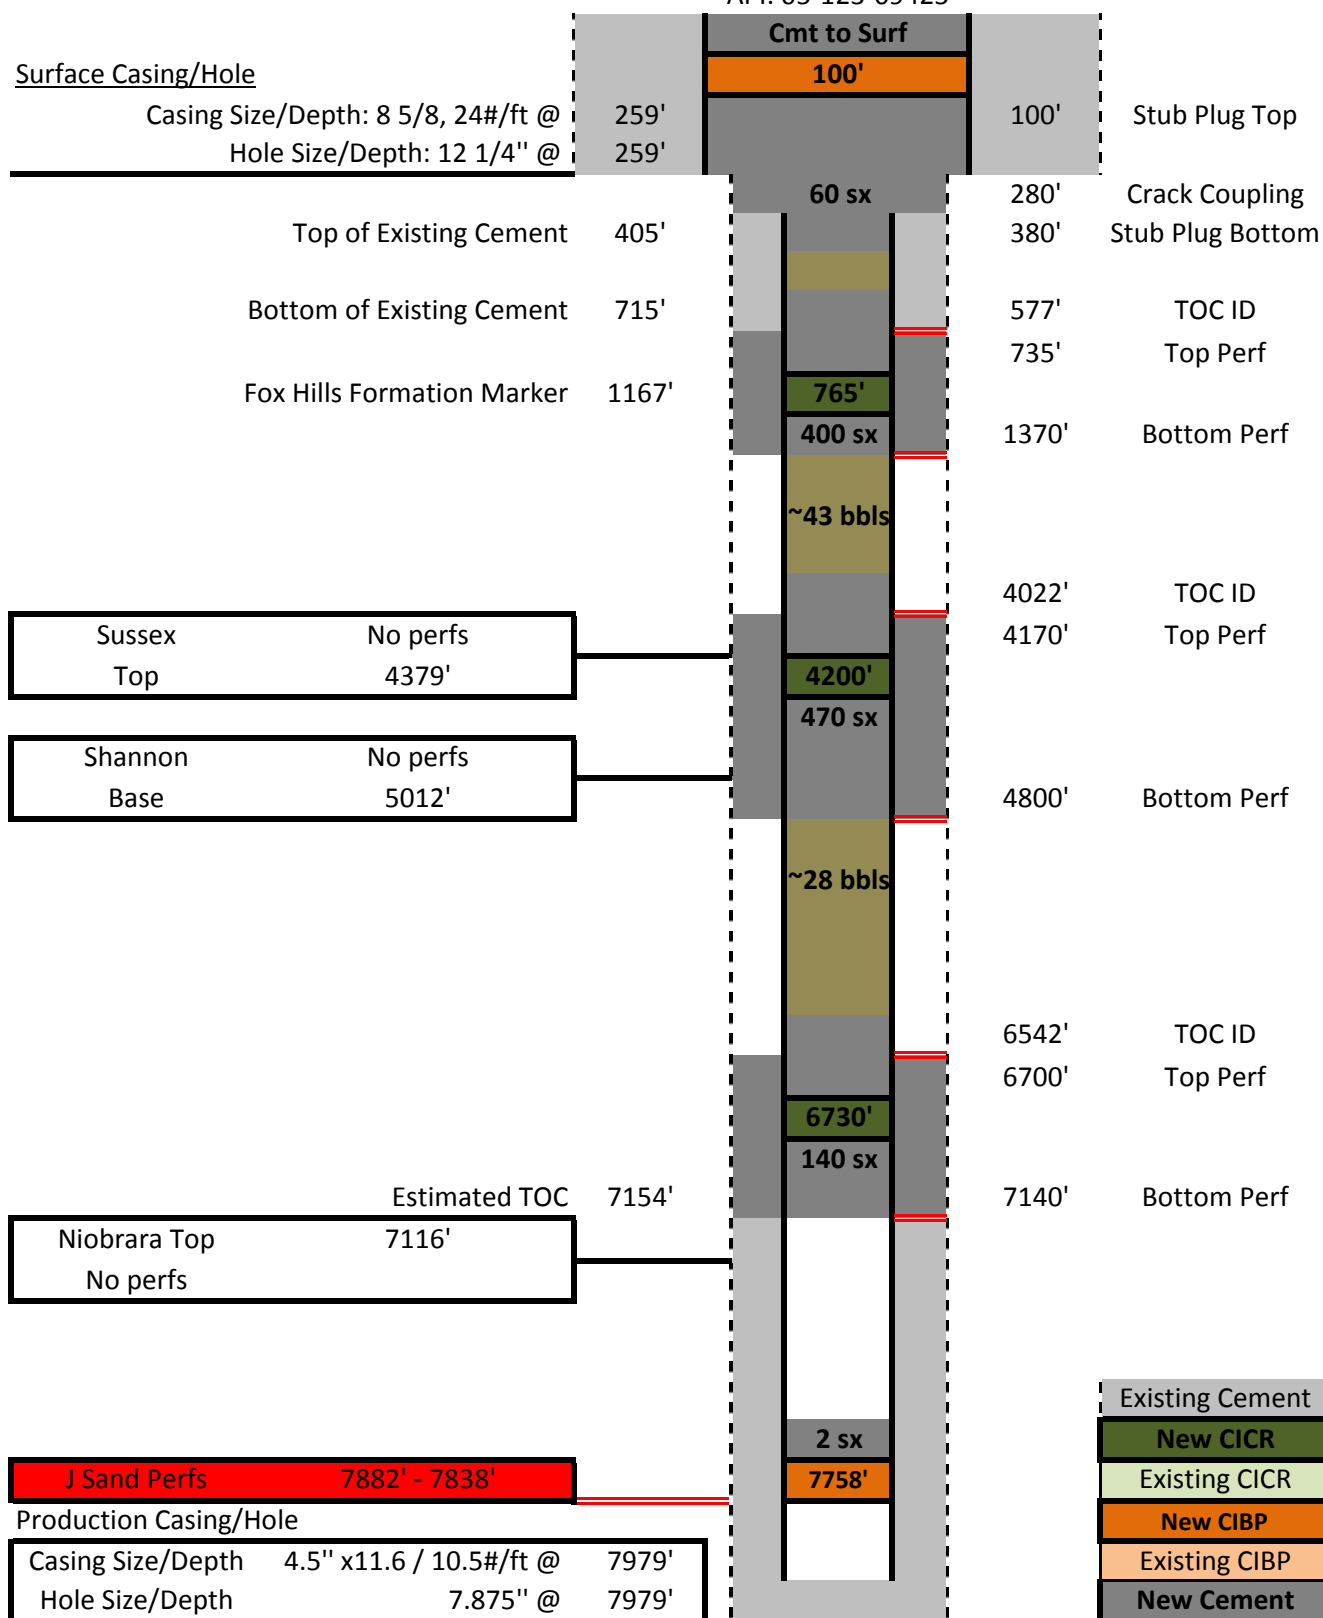 Cmt to Surf
Surface Casing/Hole 100'
Casing Size/Depth: 8 5/8, 24#/ft @ 259' 100' Stub Plug Top
Hole Size/Depth: 12 1/4'' @ 259'
60 sx 280' Crack Coupling
Top of Existing Cement 405' 380' Stub Plug Bottom
Bottom of Existing Cement 715' 577' TOC ID
735' Top Perf
Fox Hills Formation Marker 1167' 765'
400 sx 1370' Bottom Perf
~43 bbls
4022' TOC ID
Sussex No perfs 4170' Top Perf
Top 4379' 4200'
470 sx
Shannon No perfs
Base 5012' 4800' Bottom Perf
~28 bbls
6542' TOC ID
6700' Top Perf
6730'
140 sx
Estimated TOC 7154' 7140' Bottom Perf
Niobrara Top 7116'
No perfs
Existing Cement
2 sx New CICR
J Sand Perfs 7882' - 7838' 7758' Existing CICR
Production Casing/Hole New CIBP
Casing Size/Depth 4.5'' x11.6 / 10.5#/ft @ 7979' Existing CIBP
Hole Size/Depth 7.875'' @ 7979' New Cement